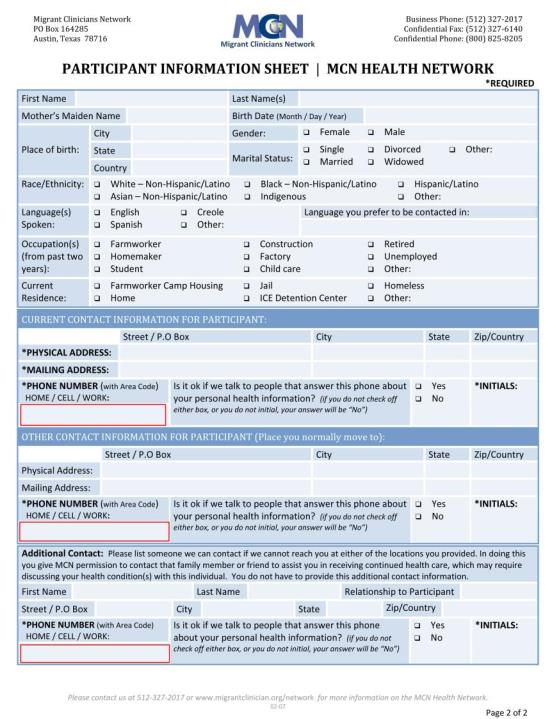 Migrant Clinicians Network
PO Box 164285
Austin, Texas 78716
MCN
Migrant Clinicians Network
Business Phone: (512) 327-2017
Confidential Fax: (512) 327-6140
Confidential Phone: (800) 825-8205
PARTICIPANT INFORMATION SHEET | MCN HEALTH NETWORK
*REQUIRED
First Name Last Name(s)
Mother's Maiden Name Birth Date (Month / Day / Year)
Place of birth: City Gender: ❑ Female ❑ Male
State Marital Status: ❑ Single ❑ Divorced ❑ Other:
❑ Married ❑ Widowed
Country
Race/Ethnicity: ❑ White – Non-Hispanic/Latino ❑ Black – Non-Hispanic/Latino ❑ Hispanic/Latino
❑ Asian – Non-Hispanic/Latino ❑ Indigenous ❑ Other:
Language(s) ❑ English ❑ Creole Language you prefer to be contacted in:
Spoken: ❑ Spanish ❑ Other:
Occupation(s) ❑ Farmworker ❑ Construction ❑ Retired
(from past two ❑ Homemaker ❑ Factory ❑ Unemployed
years): ❑ Student ❑ Child care ❑ Other:
Current ❑ Farmworker Camp Housing ❑ Jail ❑ Homeless
Residence: ❑ Home ❑ ICE Detention Center ❑ Other:
CURRENT CONTACT INFORMATION FOR PARTICIPANT:
Street / P.O Box City State Zip/Country
*PHYSICAL ADDRESS:
*MAILING ADDRESS:
*PHONE NUMBER (with Area Code) Is it ok if we talk to people that answer this phone about ❑ Yes *INITIALS:
HOME / CELL / WORK: your personal health information? (if you do not check off ❑ No
either box, or you do not initial, your answer will be "No")
OTHER CONTACT INFORMATION FOR PARTICIPANT (Place you normally move to):
Street / P.O Box City State Zip/Country
Physical Address:
Mailing Address:
*PHONE NUMBER (with Area Code) Is it ok if we talk to people that answer this phone about ❑ Yes *INITIALS:
HOME / CELL / WORK: your personal health information? (if you do not check off ❑ No
either box, or you do not initial, your answer will be "No")
Additional Contact: Please list someone we can contact if we cannot reach you at either of the locations you provided. In doing this
you give MCN permission to contact that family member or friend to assist you in receiving continued health care, which may require
discussing your health condition(s) with this individual. You do not have to provide this additional contact information.
First Name Last Name Relationship to Participant
Street / P.O Box City State Zip/Country
*PHONE NUMBER (with Area Code) Is it ok if we talk to people that answer this phone ❑ Yes *INITIALS:
HOME / CELL / WORK: about your personal health information? (if you do not ❑ No
check off either box, or you do not initial, your answer will be "No")
Please contact us at 512-327-2017 or www.migrantclinician.org/network for more information on the MCN Health Network.
02-07
Page 2 of 2